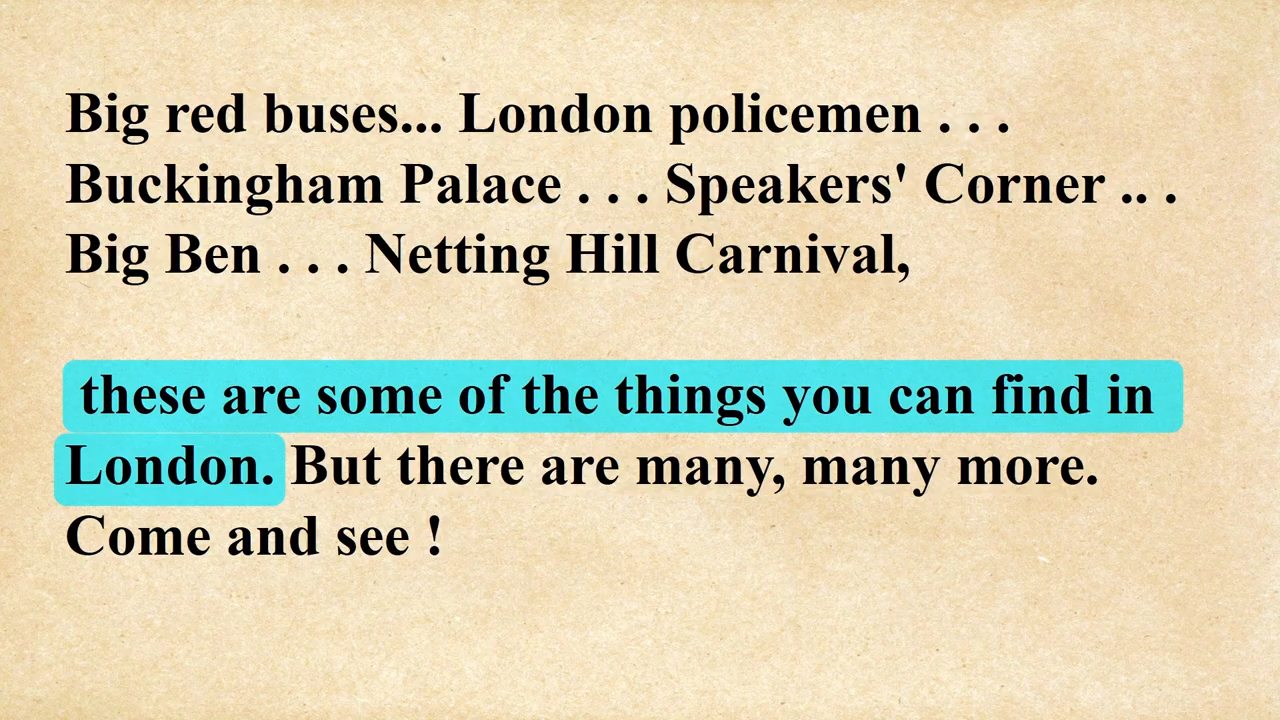 Big red buses... London policemen . . .
Buckingham Palace . . . Speakers' Corner .. .
Big Ben . . . Netting Hill Carnival,
these are some of the things you can find in
London. But there are many, many more.
Come and see !